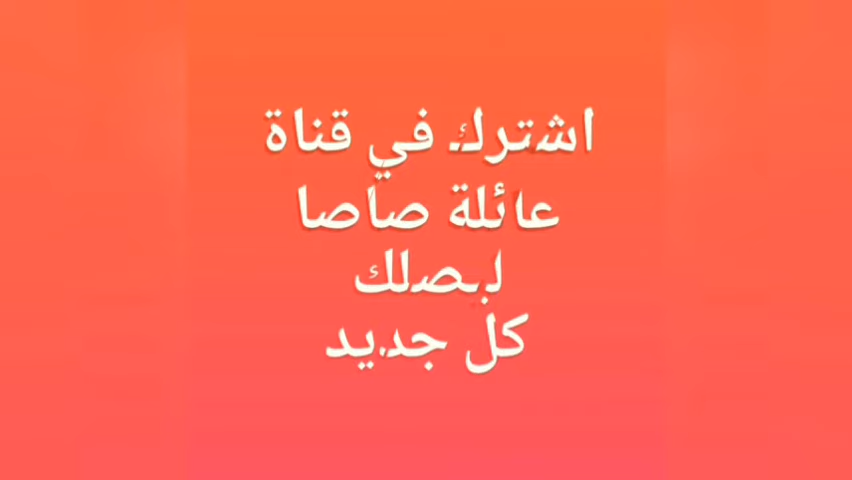 اشترك في قناة
عائلة صاصا
ليصلك
كل جديد